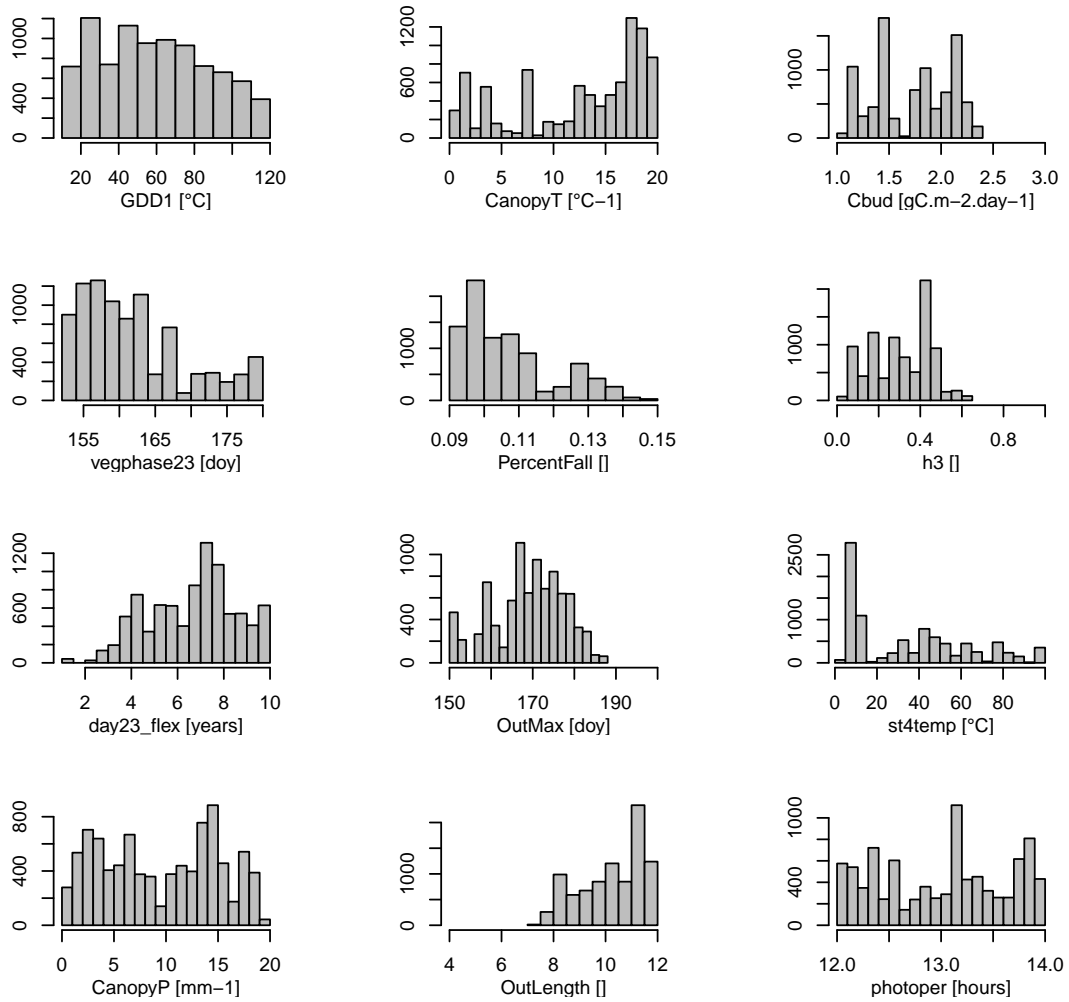 400 1000
20 40 60 80 120
GDD1 [°C]
0 600 1200
0 5 10 15 20
CanopyT [°C−1]
0 1000
1.0 1.5 2.0 2.5 3.0
Cbud [gC.m−2.day−1]
0 400 1000
155 165 175
vegphase23 [doy]
0 1000
0.09 0.11 0.13 0.15
PercentFall []
0 1000
0.0 0.4 0.8
h3 []
0 600 1200
2 4 6 8 10
day23_flex [years]
0 400 1000
150 170 190
OutMax [doy]
0 1000 2500
0 20 40 60 80
st4temp [°C]
0 400 800
0 5 10 15 20
CanopyP [mm−1]
0 1000
4 6 8 10 12
OutLength []
0 400 1000
12.0 13.0 14.0
photoper [hours]